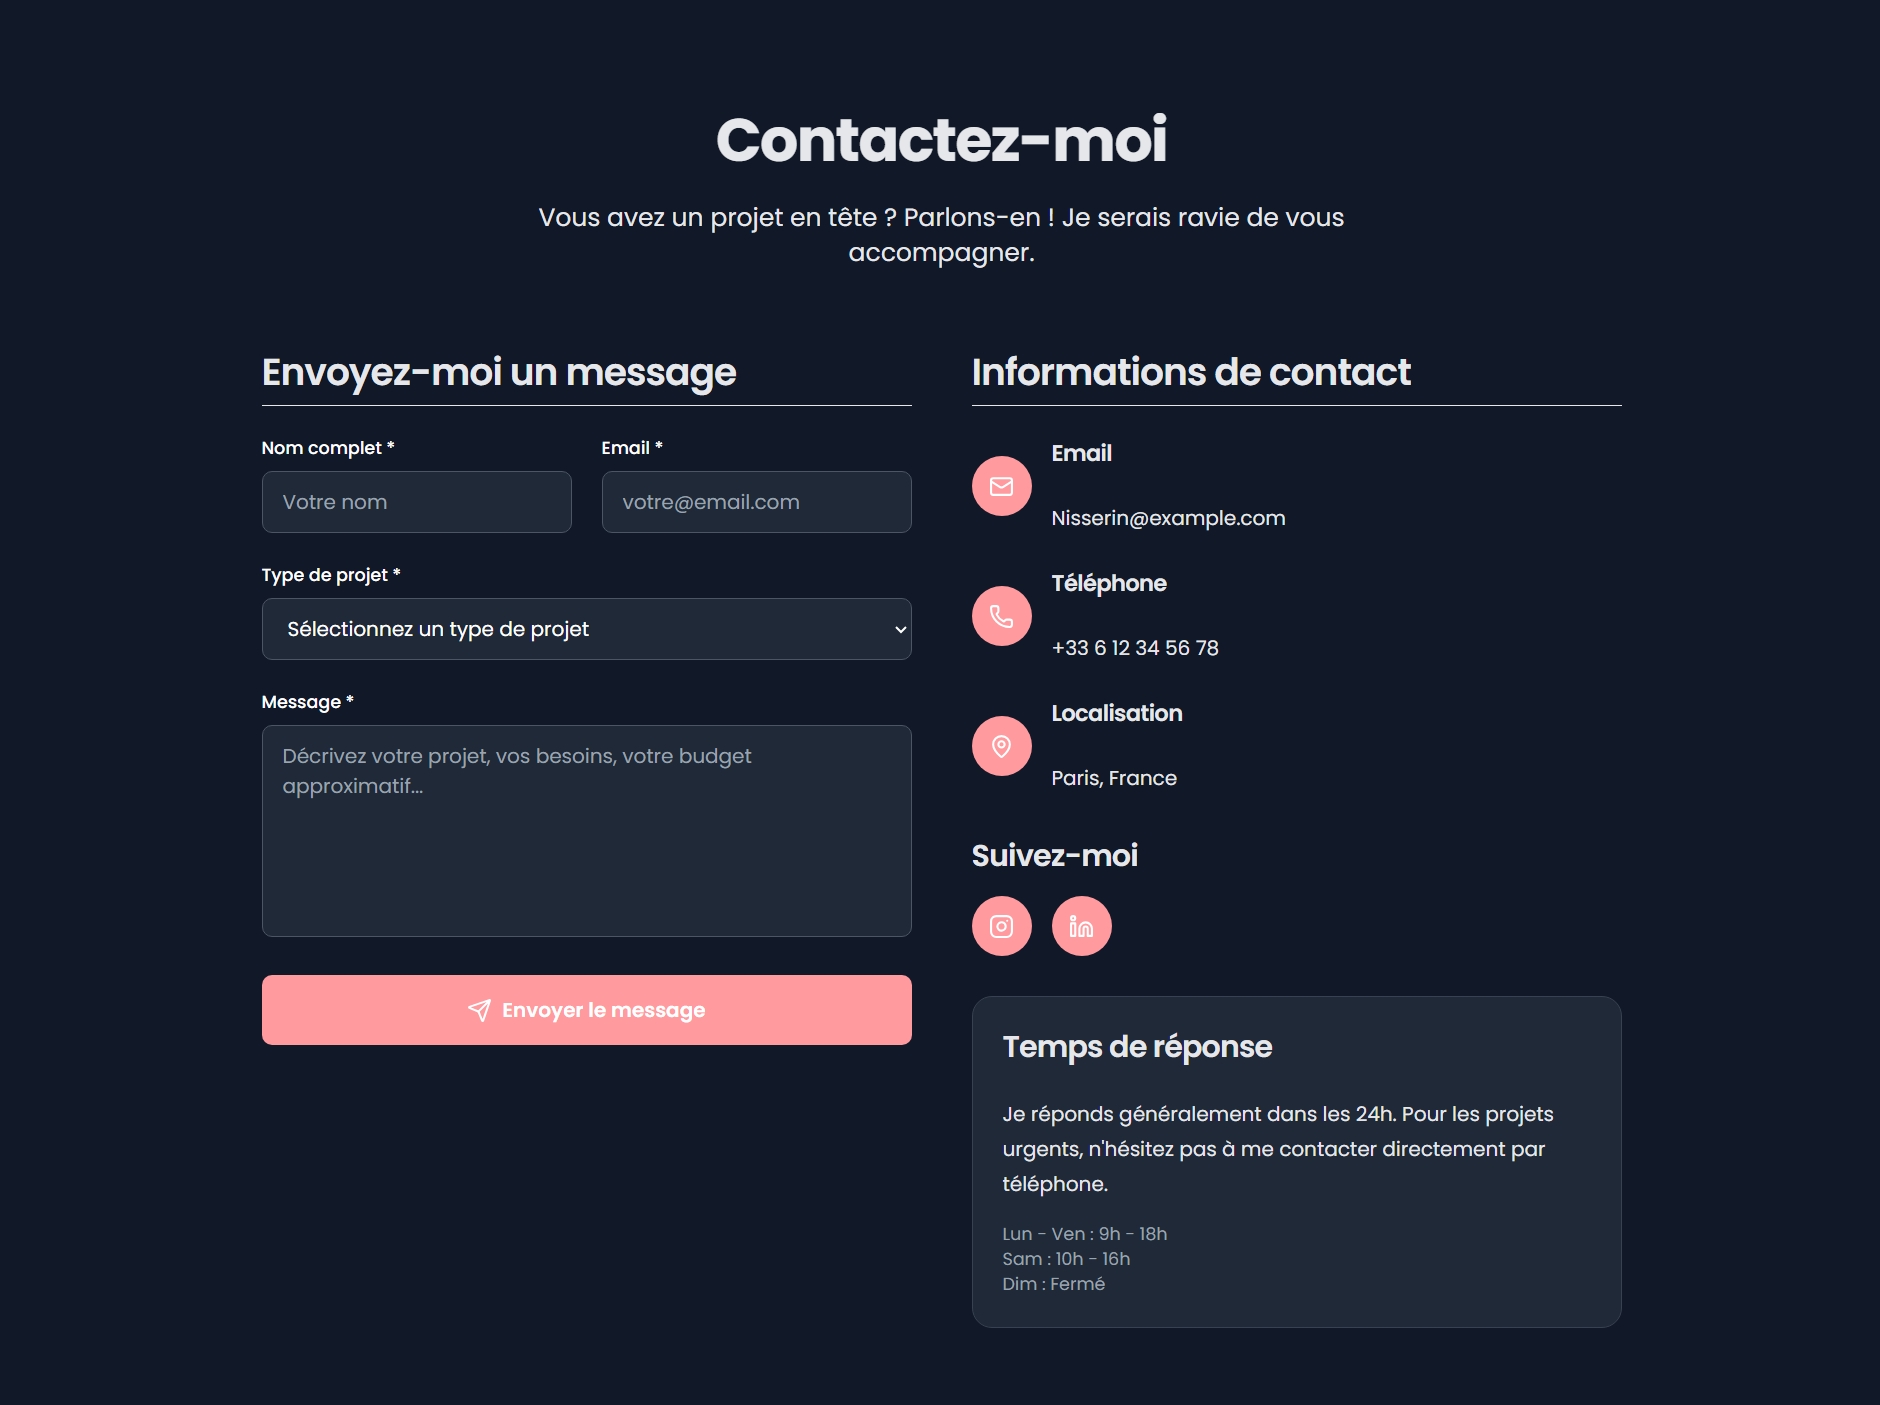 Contactez-moi
Vous avez un projet en tête ? Parlons-en ! Je serais ravie de vous
accompagner.
Envoyez-moi un message
Nom complet *
Email *
Votre nom
votre@email.com
Type de projet *
Sélectionnez un type de projet
Message *
Décrivez votre projet, vos besoins, votre budget
approximatif...
Envoyer le message
Informations de contact
Email
Nisserin@example.com
Téléphone
+33 6 12 34 56 78
Localisation
Paris, France
Suivez-moi
Temps de réponse
Je réponds généralement dans les 24h. Pour les projets
urgents, n'hésitez pas à me contacter directement par
téléphone.
Lun - Ven : 9h - 18h
Sam : 10h - 16h
Dim : Fermé